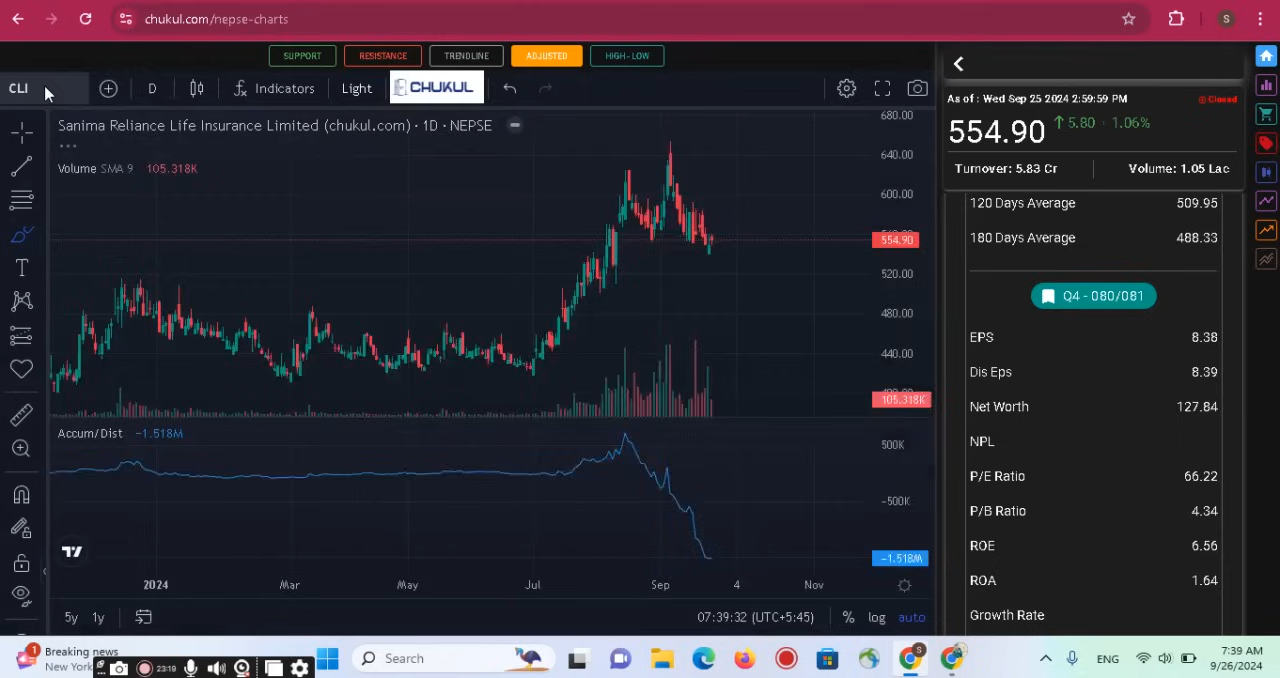 chukul.com/nepse-charts
S
SUPPORT
RESISTANCE
TRENDLINE
ADJUSTED
HIGH-LOW
CLI
D
Indicators
Light
CHUKUL
Sanima Reliance Life Insurance Limited (chukul.com) · 1D · NEPSE
Volume SMA 9 105.318K
680.00
640.00
600.00
554.90
520.00
480.00
440.00
105.318K
Accum/Dist −1.518M
500K
−500K
−1.518M
2024
Mar
May
Jul
Sep
4
Nov
5y 1y
07:39:32 (UTC+5:45)
% log auto
As of : Wed Sep 25 2024 2:59:59 PM
Closed
554.90 5.80 · 1.06%
Turnover: 5.83 Cr
Volume: 1.05 Lac
120 Days Average 509.95
180 Days Average 488.33
Q4 - 080/081
EPS 8.38
Dis Eps 8.39
Net Worth 127.84
NPL
P/E Ratio 66.22
P/B Ratio 4.34
ROE 6.56
ROA 1.64
Growth Rate
1
Breaking news
New York
23:19
Search
S
ENG
7:39 AM
9/26/2024